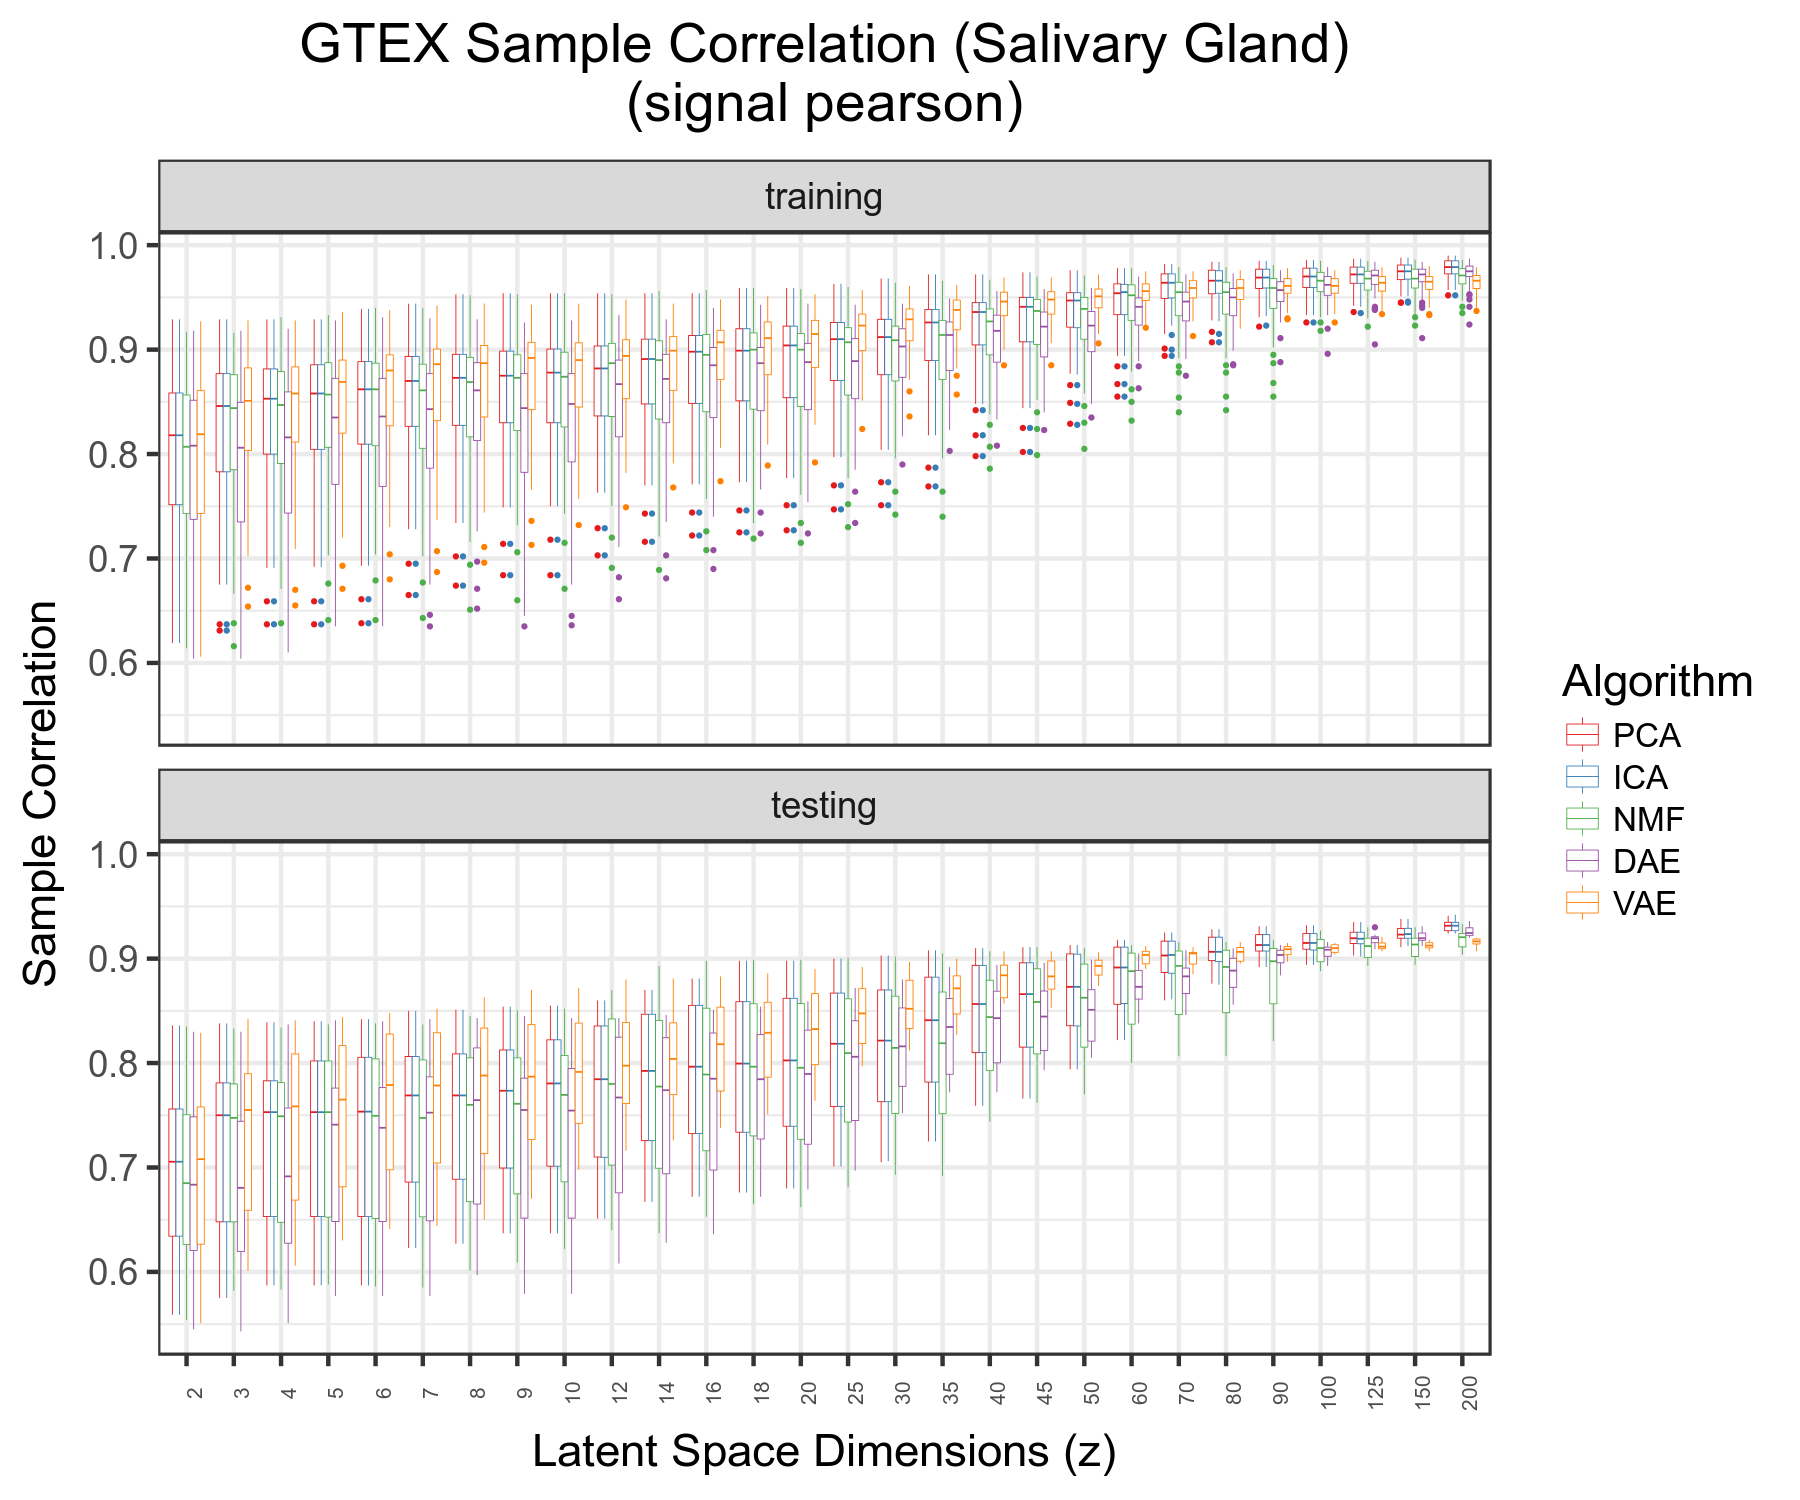 GTEX Sample Correlation (Salivary Gland)
(signal pearson)
training
1.0
0.9
0.8
0.7
0.6
testing
1.0
0.9
0.8
0.7
0.6
Sample Correlation
2 3 4 5 6 7 8 9 10 12 14 16 18 20 25 30 35 40 45 50 60 70 80 90 100 125 150 200
Latent Space Dimensions (z)
Algorithm
PCA
ICA
NMF
DAE
VAE